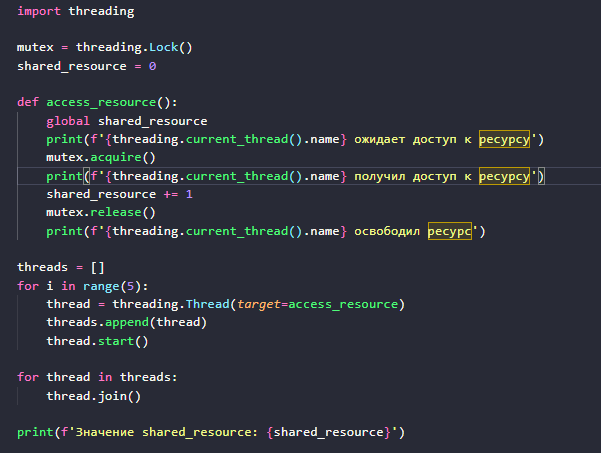 import threading
mutex = threading.Lock()
shared_resource = 0
def access_resource():
    global shared_resource
    print(f'{threading.current_thread().name} ожидает доступ к ресурсу')
    mutex.acquire()
    print(f'{threading.current_thread().name} получил доступ к ресурсу')
    shared_resource += 1
    mutex.release()
    print(f'{threading.current_thread().name} освободил ресурс')
threads = []
for i in range(5):
    thread = threading.Thread(target=access_resource)
    threads.append(thread)
    thread.start()
for thread in threads:
    thread.join()
print(f'Значение shared_resource: {shared_resource}')